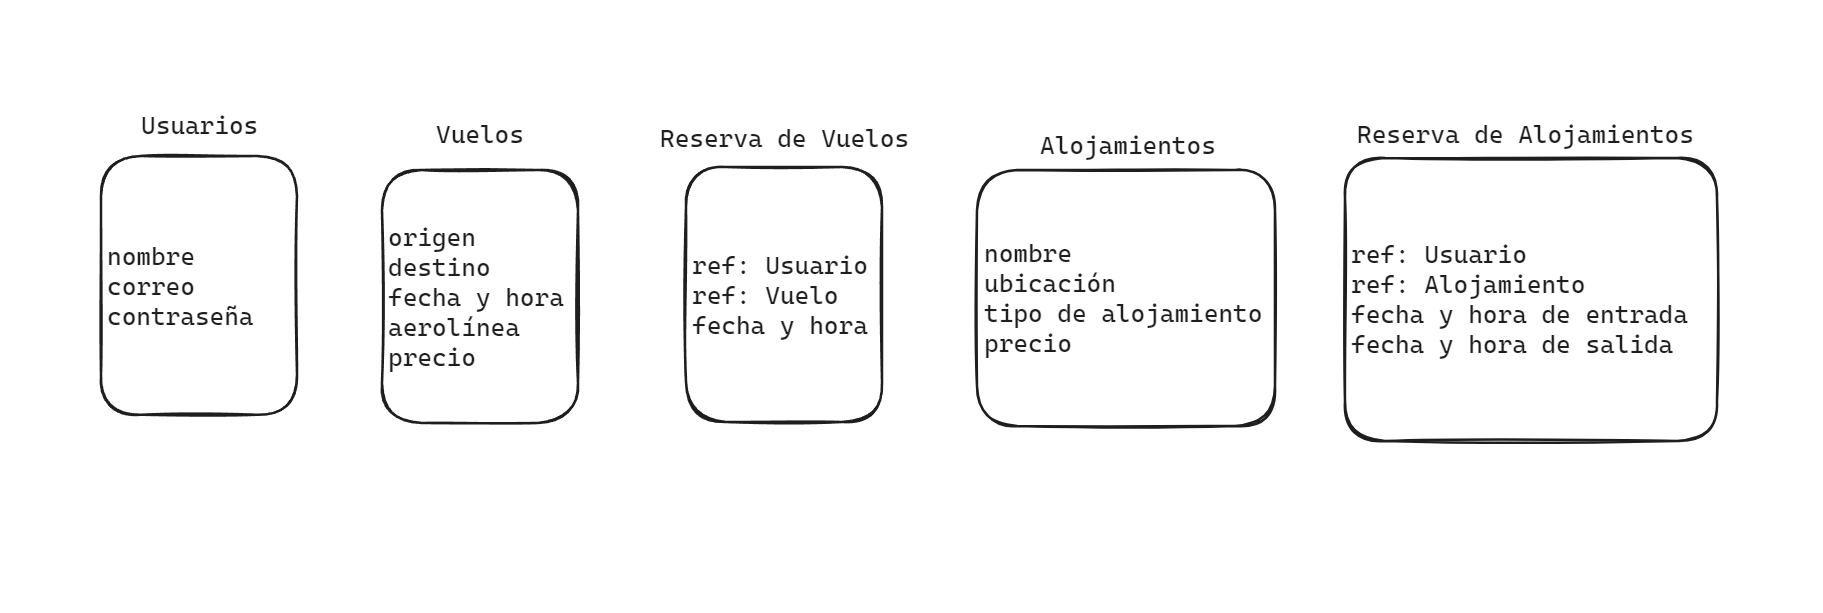 Usuarios
nombre
correo
contraseña
Vuelos
origen
destino
fecha y hora
aerolínea
precio
Reserva de Vuelos
ref: Usuario
ref: Vuelo
fecha y hora
Alojamientos
nombre
ubicación
tipo de alojamiento
precio
Reserva de Alojamientos
ref: Usuario
ref: Alojamiento
fecha y hora de entrada
fecha y hora de salida